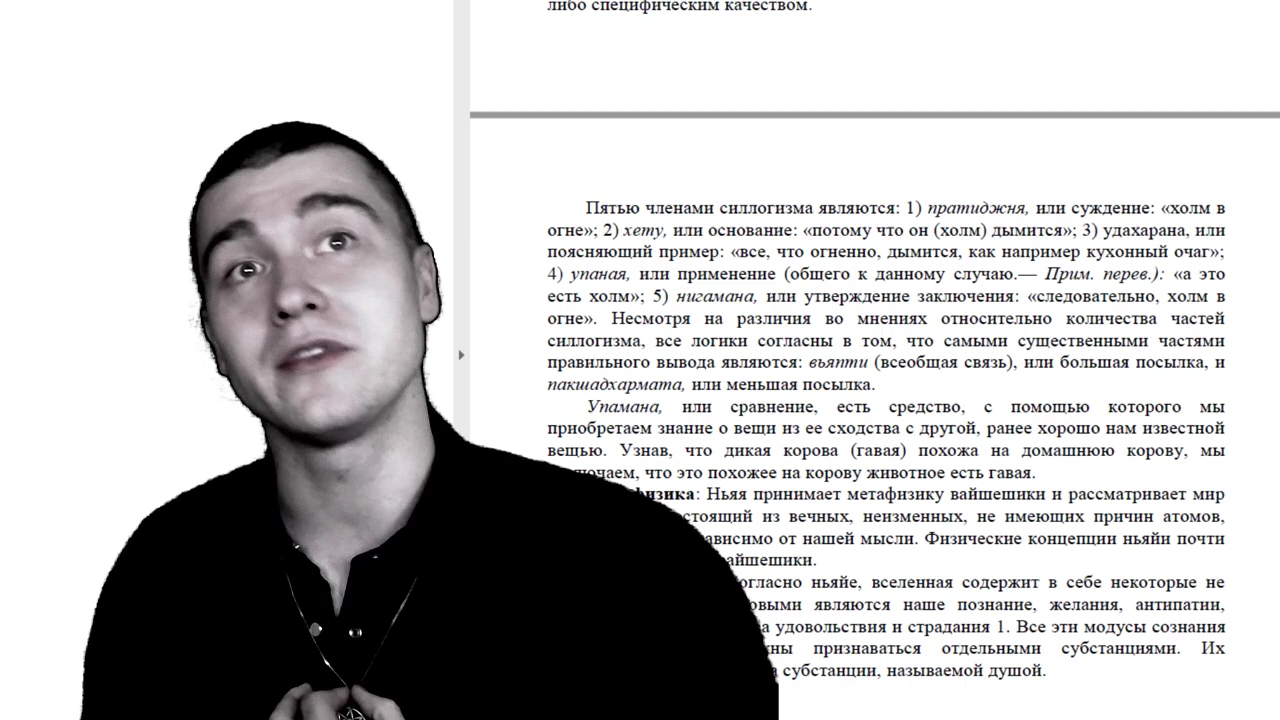 либо специфическим качеством.
Пятью членами силлогизма являются: 1) пратиджня, или суждение: «холм в
огне»; 2) хету, или основание: «потому что он (холм) дымится»; 3) удахарана, или
поясняющий пример: «все, что огненно, дымится, как например кухонный очаг»;
4) упаная, или применение (общего к данному случаю.— Прим. перев.): «а это
есть холм»; 5) нигамана, или утверждение заключения: «следовательно, холм в
огне». Несмотря на различия во мнениях относительно количества частей
силлогизма, все логики согласны в том, что самыми существенными частями
правильного вывода являются: вьяпти (всеобщая связь), или большая посылка, и
пакшадхармата, или меньшая посылка.
Упамана, или сравнение, есть средство, с помощью которого мы
приобретаем знание о вещи из ее сходства с другой, ранее хорошо нам известной
вещью. Узнав, что дикая корова (гавая) похожа на домашнюю корову, мы
ключаем, что это похожее на корову животное есть гавая.
физика: Ньяя принимает метафизику вайшешики и рассматривает мир
стоящий из вечных, неизменных, не имеющих причин атомов,
ависимо от нашей мысли. Физические концепции ньяйи почти
айшешики.
огласно ньяйе, вселенная содержит в себе некоторые не
овыми являются наше познание, желания, антипатии,
а удовольствия и страдания 1. Все эти модусы сознания
ны признаваться отдельными субстанциями. Их
субстанции, называемой душой.